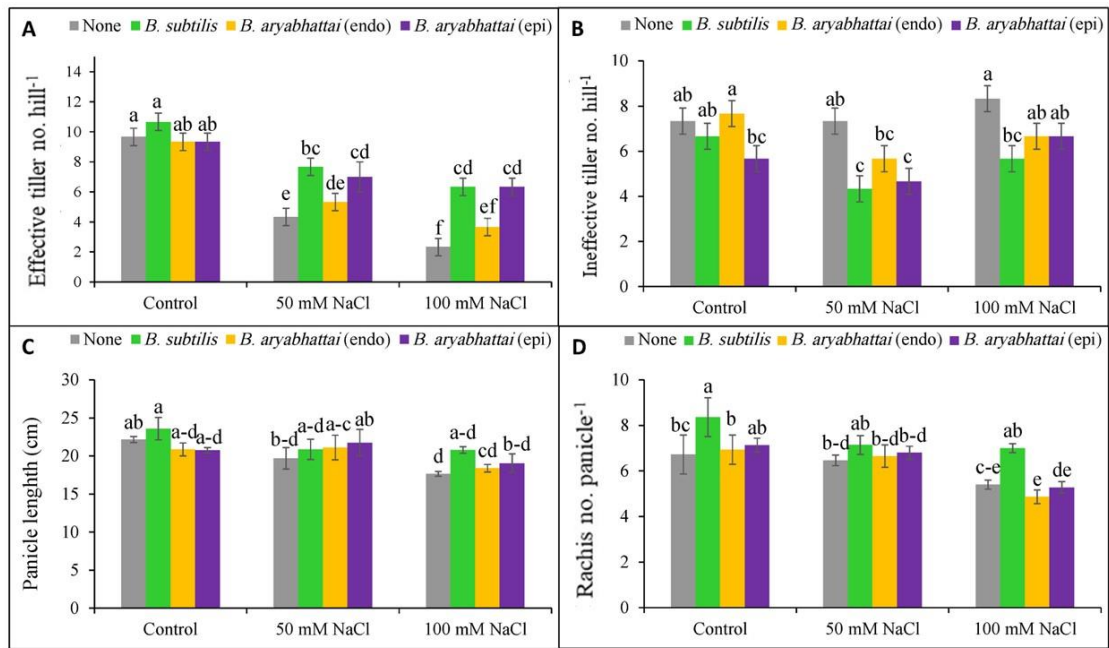 A
None B. subtilis B. aryabhattai (endo) B. aryabhattai (epi)
Effective tiller no. hill-1
14
12
10
8
6
4
2
0
a a ab ab
e bc de cd
f cd ef cd
Control 50 mM NaCl 100 mM NaCl
B
None B. subtilis B. aryabhattai (endo) B. aryabhattai (epi)
Ineffective tiller no. hill-1
10
8
6
4
2
0
ab ab a bc
ab c bc c
a bc ab ab
Control 50 mM NaCl 100 mM NaCl
C
None B. subtilis B. aryabhattai (endo) B. aryabhattai (epi)
Panicle lenghth (cm)
30
25
20
15
10
5
0
ab a a-d a-d
b-d a-d a-c ab
d a-d cd b-d
Control 50 mM NaCl 100 mM NaCl
D
None B. subtilis B. aryabhattai (endo) B. aryabhattai (epi)
Rachis no. panicle-1
10
8
6
4
2
0
bc a b ab
b-d ab b-d b-d
c-e ab e de
Control 50 mM NaCl 100 mM NaCl